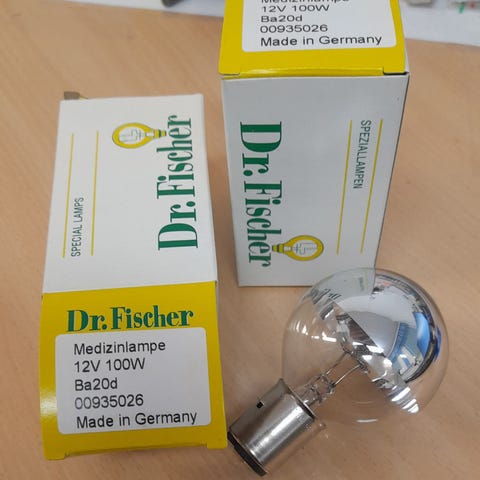 Medizinlampe
12V 100W
Ba20d
00935026
Made in Germany
Dr.Fischer
SPEZIALLAMPEN
Dr.Fischer
SPECIAL LAMPS
Dr.Fischer
Medizinlampe
12V 100W
Ba20d
00935026
Made in Germany